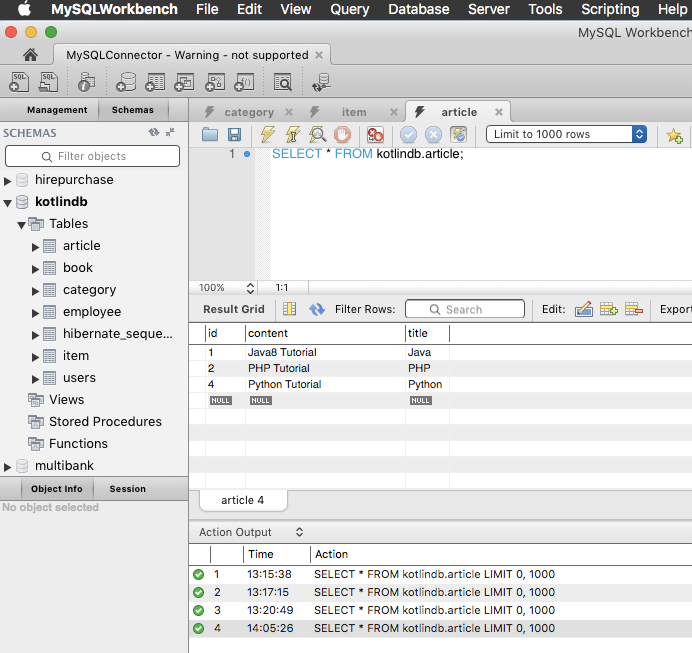 MySQLWorkbench File Edit View Query Database Server Tools Scripting Help
MySQL Workbench
MySQLConnector - Warning - not supported
SQL SQL
Management Schemas
category item article
SCHEMAS
Filter objects
Limit to 1000 rows
1 SELECT * FROM kotlindb.article;
hirepurchase
kotlindb
Tables
article
book
category
employee
hibernate_seque...
item
users
Views
Stored Procedures
Functions
multibank
Object Info Session
No object selected
100% 1:1
Result Grid Filter Rows: Search Edit: Export
id content title
1 Java8 Tutorial Java
2 PHP Tutorial PHP
4 Python Tutorial Python
NULL NULL NULL
article 4
Action Output
Time Action
1 13:15:38 SELECT * FROM kotlindb.article LIMIT 0, 1000
2 13:17:15 SELECT * FROM kotlindb.article LIMIT 0, 1000
3 13:20:49 SELECT * FROM kotlindb.article LIMIT 0, 1000
4 14:05:26 SELECT * FROM kotlindb.article LIMIT 0, 1000